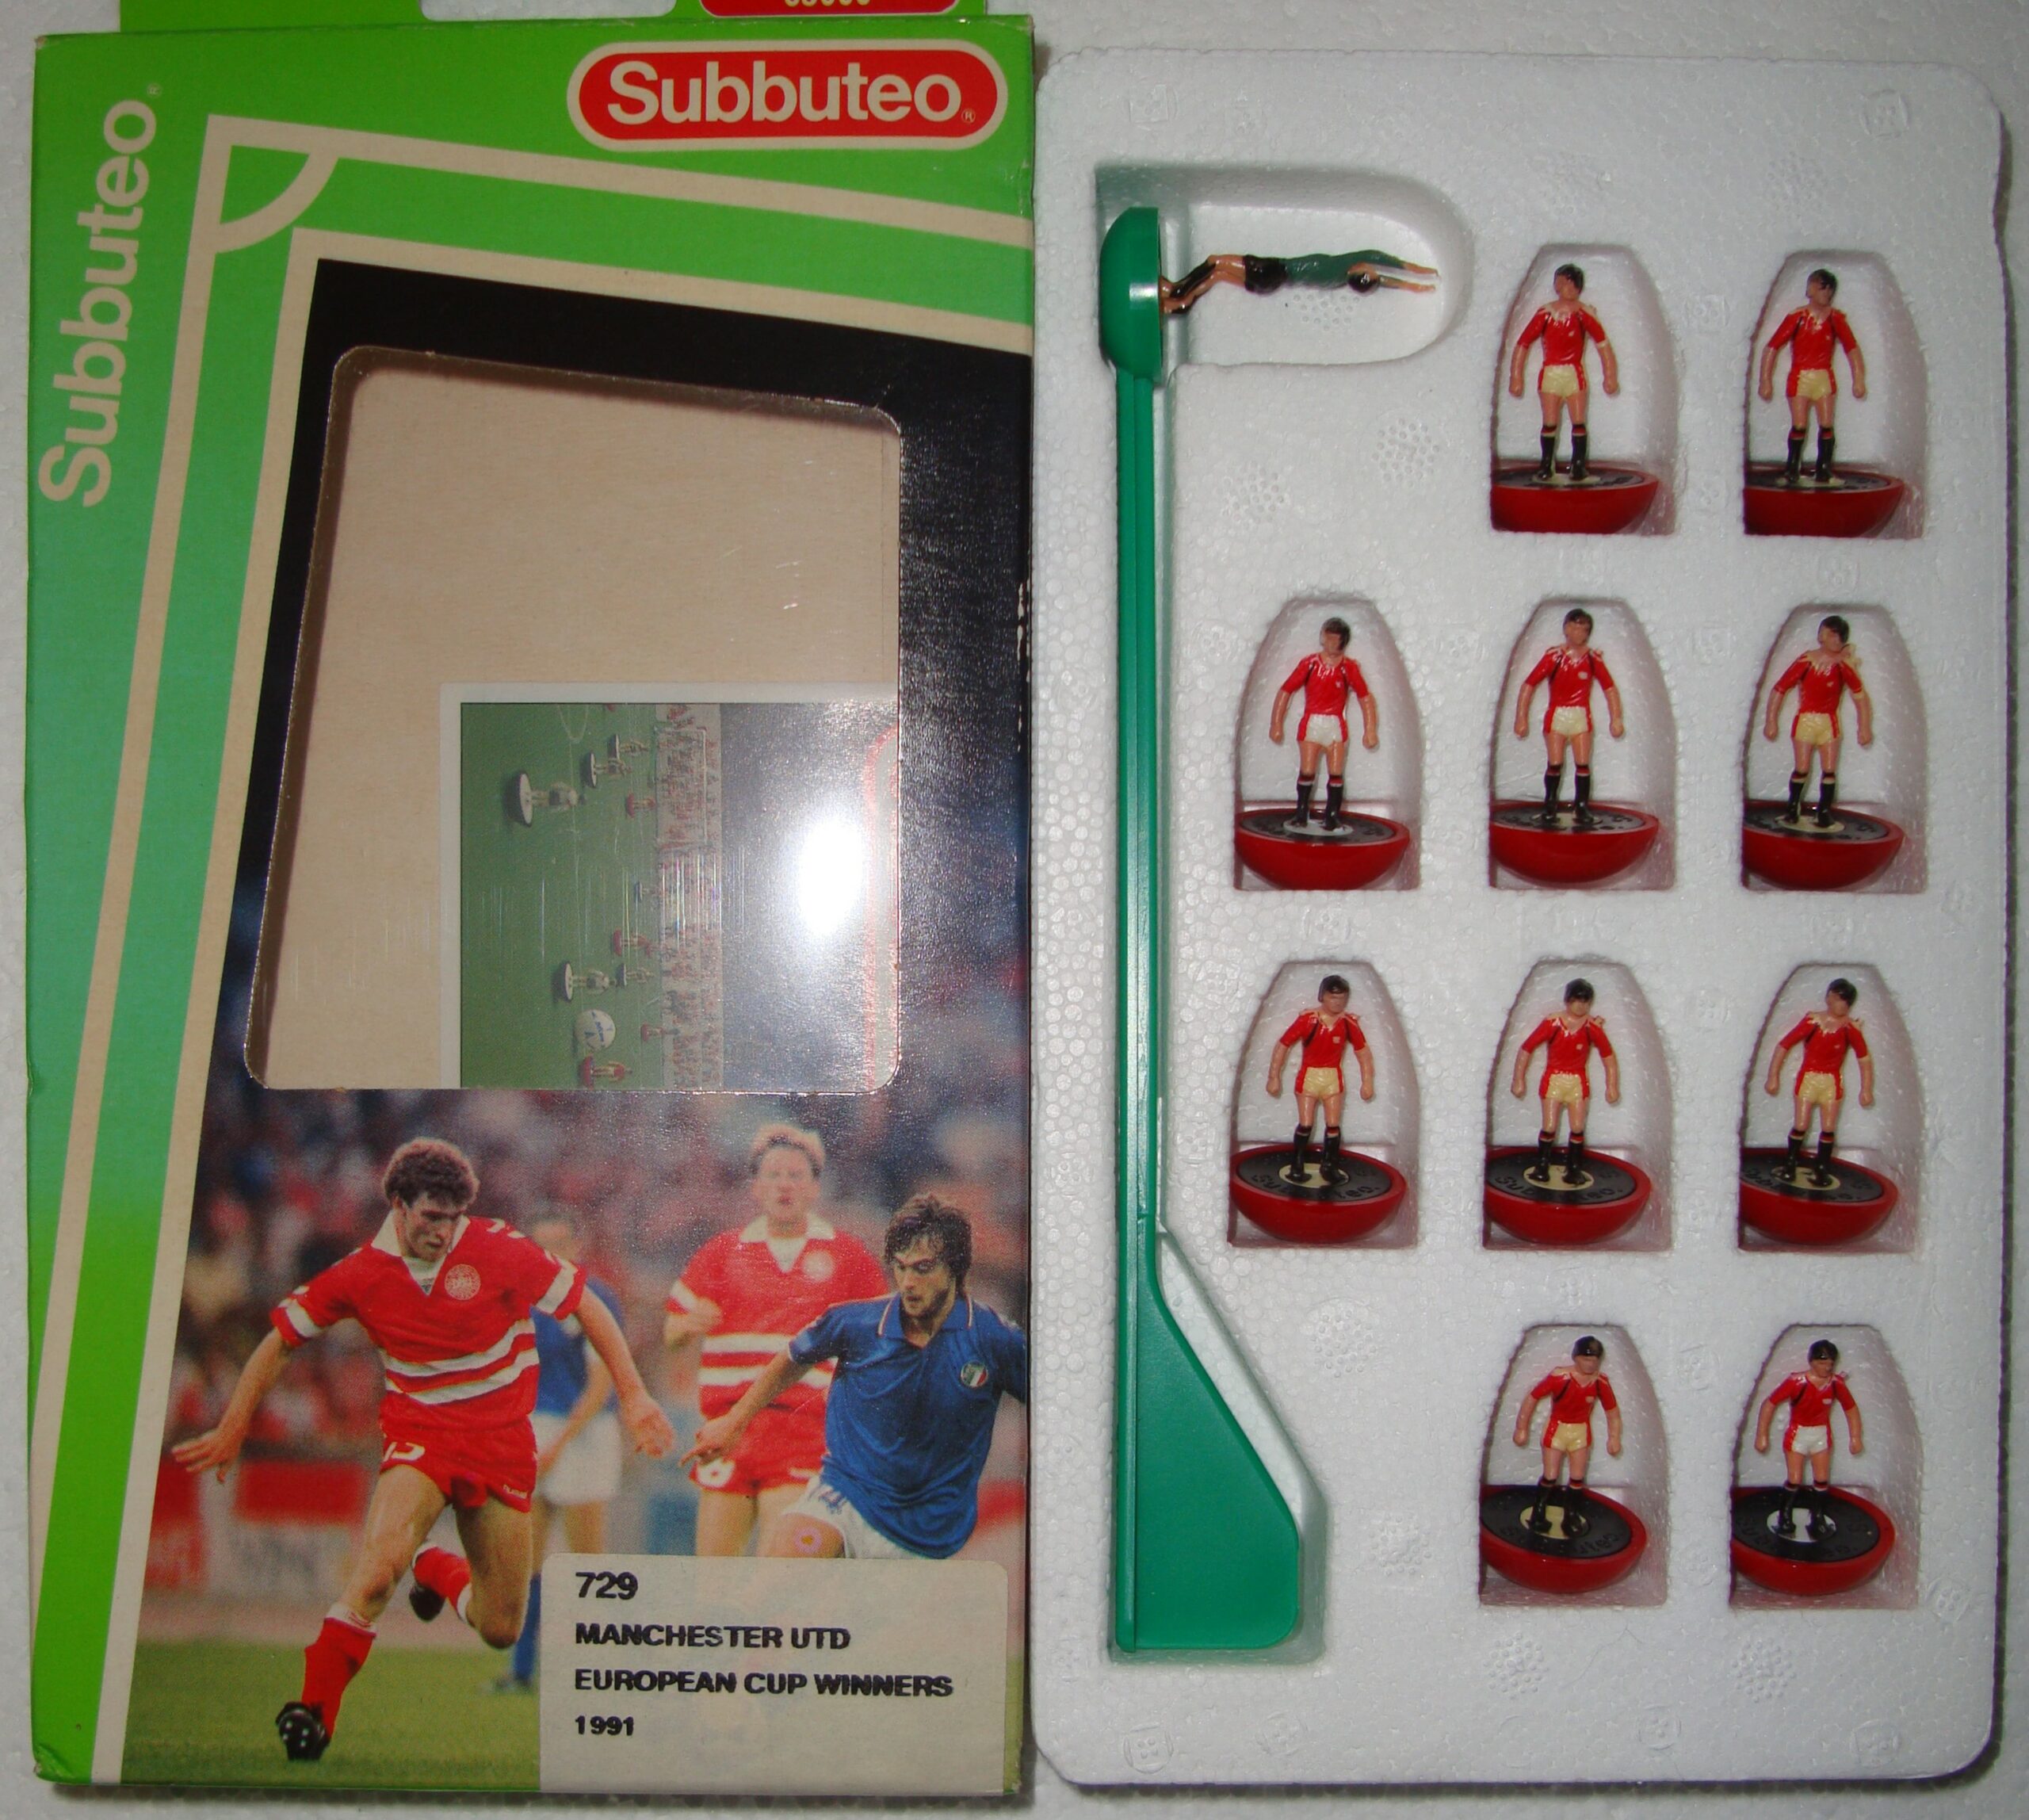 Subbuteo®
Subbuteo®
729
MANCHESTER UTD
EUROPEAN CUP WINNERS
1991